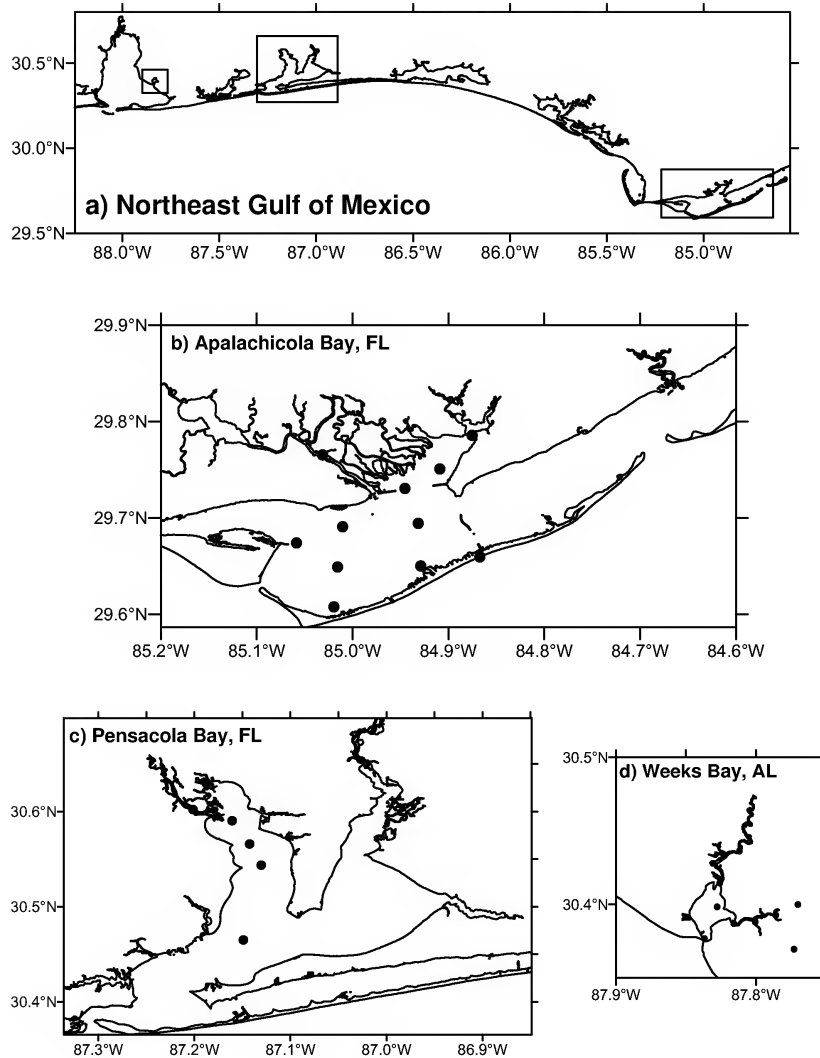 30.5°N
30.0°N
a) Northeast Gulf of Mexico
29.5°N
88.0°W 87.5°W 87.0°W 86.5°W 86.0°W 85.5°W 85.0°W
29.9°N
b) Apalachicola Bay, FL
29.8°N
29.7°N
29.6°N
85.2°W 85.1°W 85.0°W 84.9°W 84.8°W 84.7°W 84.6°W
c) Pensacola Bay, FL
30.6°N
30.5°N
30.4°N
87.3°W 87.2°W 87.1°W 87.0°W 86.9°W
30.5°N
d) Weeks Bay, AL
30.4°N
87.9°W 87.8°W